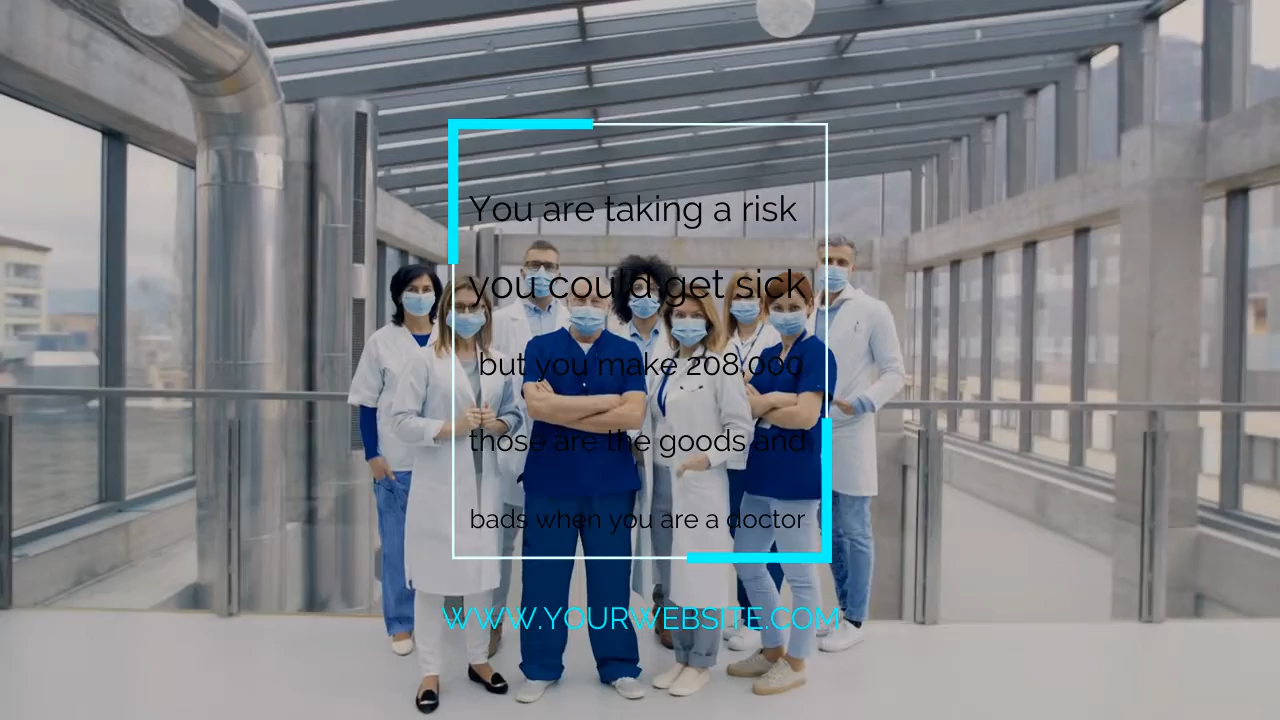 You are taking a risk
you could get sick
but you make 208,000
those are the goods and
bads when you are a doctor
WWW.YOURWEBSITE.COM